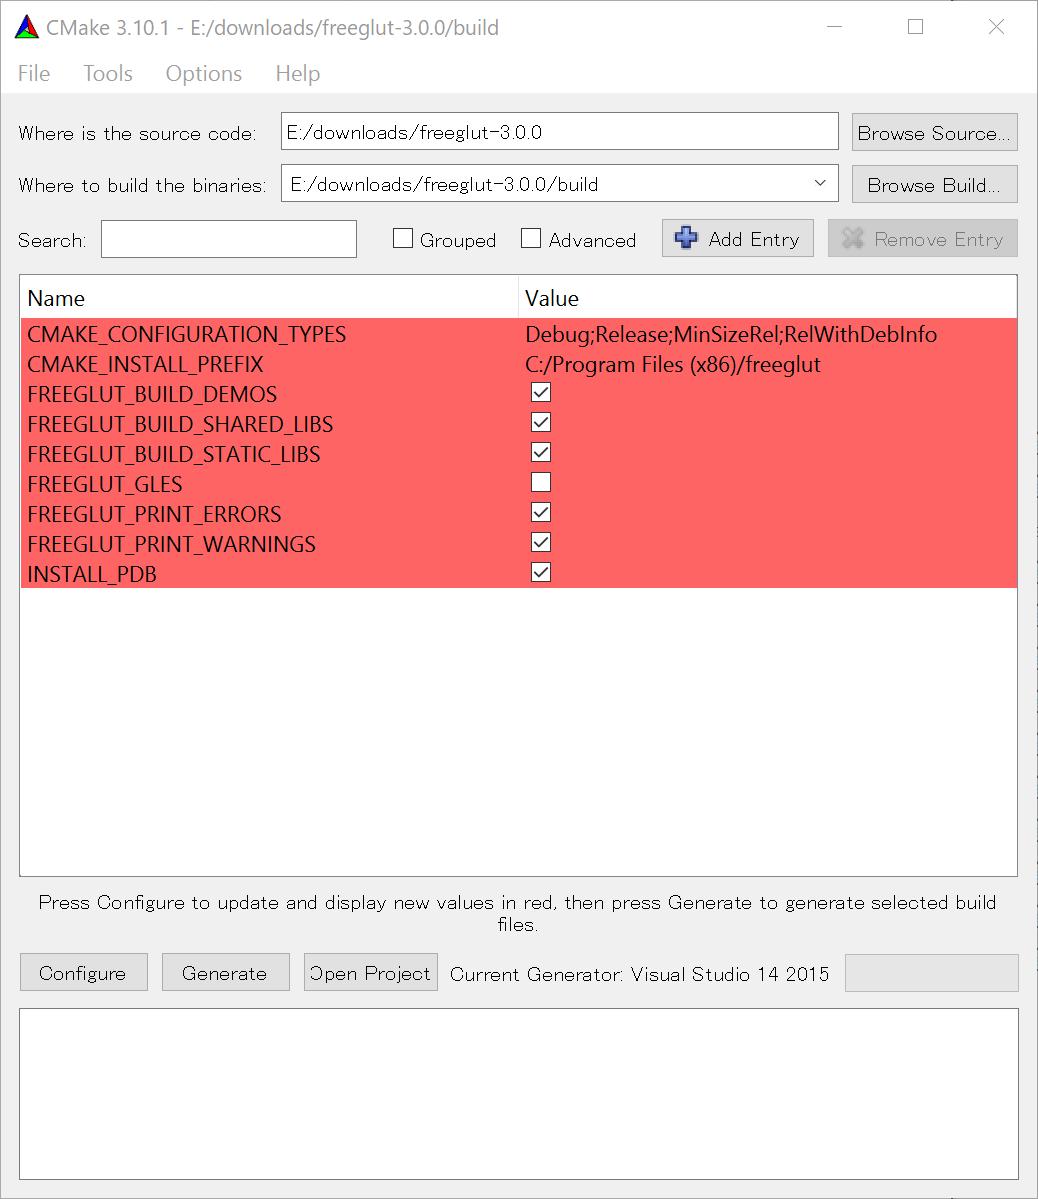 CMake 3.10.1 - E:/downloads/freeglut-3.0.0/build
File Tools Options Help
Where is the source code: E:/downloads/freeglut-3.0.0 Browse Source...
Where to build the binaries: E:/downloads/freeglut-3.0.0/build Browse Build...
Search: Grouped Advanced Add Entry Remove Entry
Name Value
CMAKE_CONFIGURATION_TYPES Debug;Release;MinSizeRel;RelWithDebInfo
CMAKE_INSTALL_PREFIX C:/Program Files (x86)/freeglut
FREEGLUT_BUILD_DEMOS
FREEGLUT_BUILD_SHARED_LIBS
FREEGLUT_BUILD_STATIC_LIBS
FREEGLUT_GLES
FREEGLUT_PRINT_ERRORS
FREEGLUT_PRINT_WARNINGS
INSTALL_PDB
Press Configure to update and display new values in red, then press Generate to generate selected build
files.
Configure Generate Open Project Current Generator: Visual Studio 14 2015